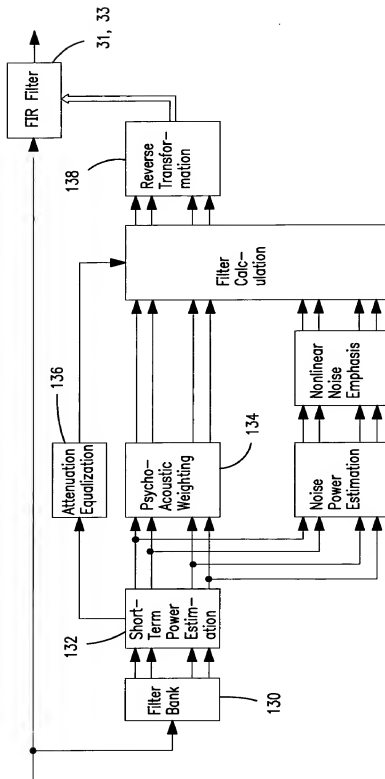 FIR Filter
31, 33
138
Reverse
Transfor-
mation
Filter
Calc-
ulation
136
Attenuation
Equalization
Psycho-
Acoustic
Weighting
134
Nonlinear
Noise
Emphasis
Noise
Power
Estimation
132
Short-
Term
Power
Estim-
ation
Filter
Bank
130